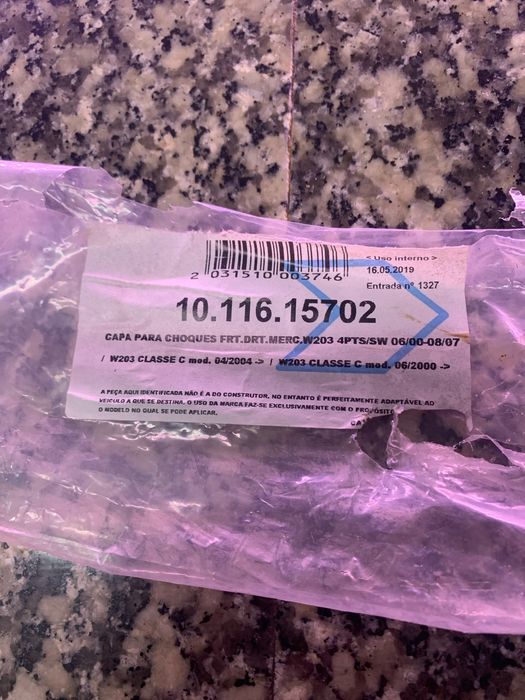 < Uso interno >
2 031510 003746
16.05.2019
Entrada nº 1327
10.116.15702
CAPA PARA CHOQUES FRT.DRT.MERC.W203 4PTS/SW 06/00-08/07
/ W203 CLASSE C mod. 04/2004 -> / W203 CLASSE C mod. 06/2000 ->
A PEÇA AQUI IDENTIFICADA NÃO É A DO CONSTRUTOR. NO ENTANTO É PERFEITAMENTE ADAPTÁVEL AO
VEICULO A QUE SE DESTINA. O USO DA MARCA FAZ-SE EXCLUSIVAMENTE COM O PROPÓSIT
O MODELO NO QUAL SE PODE APLICAR.